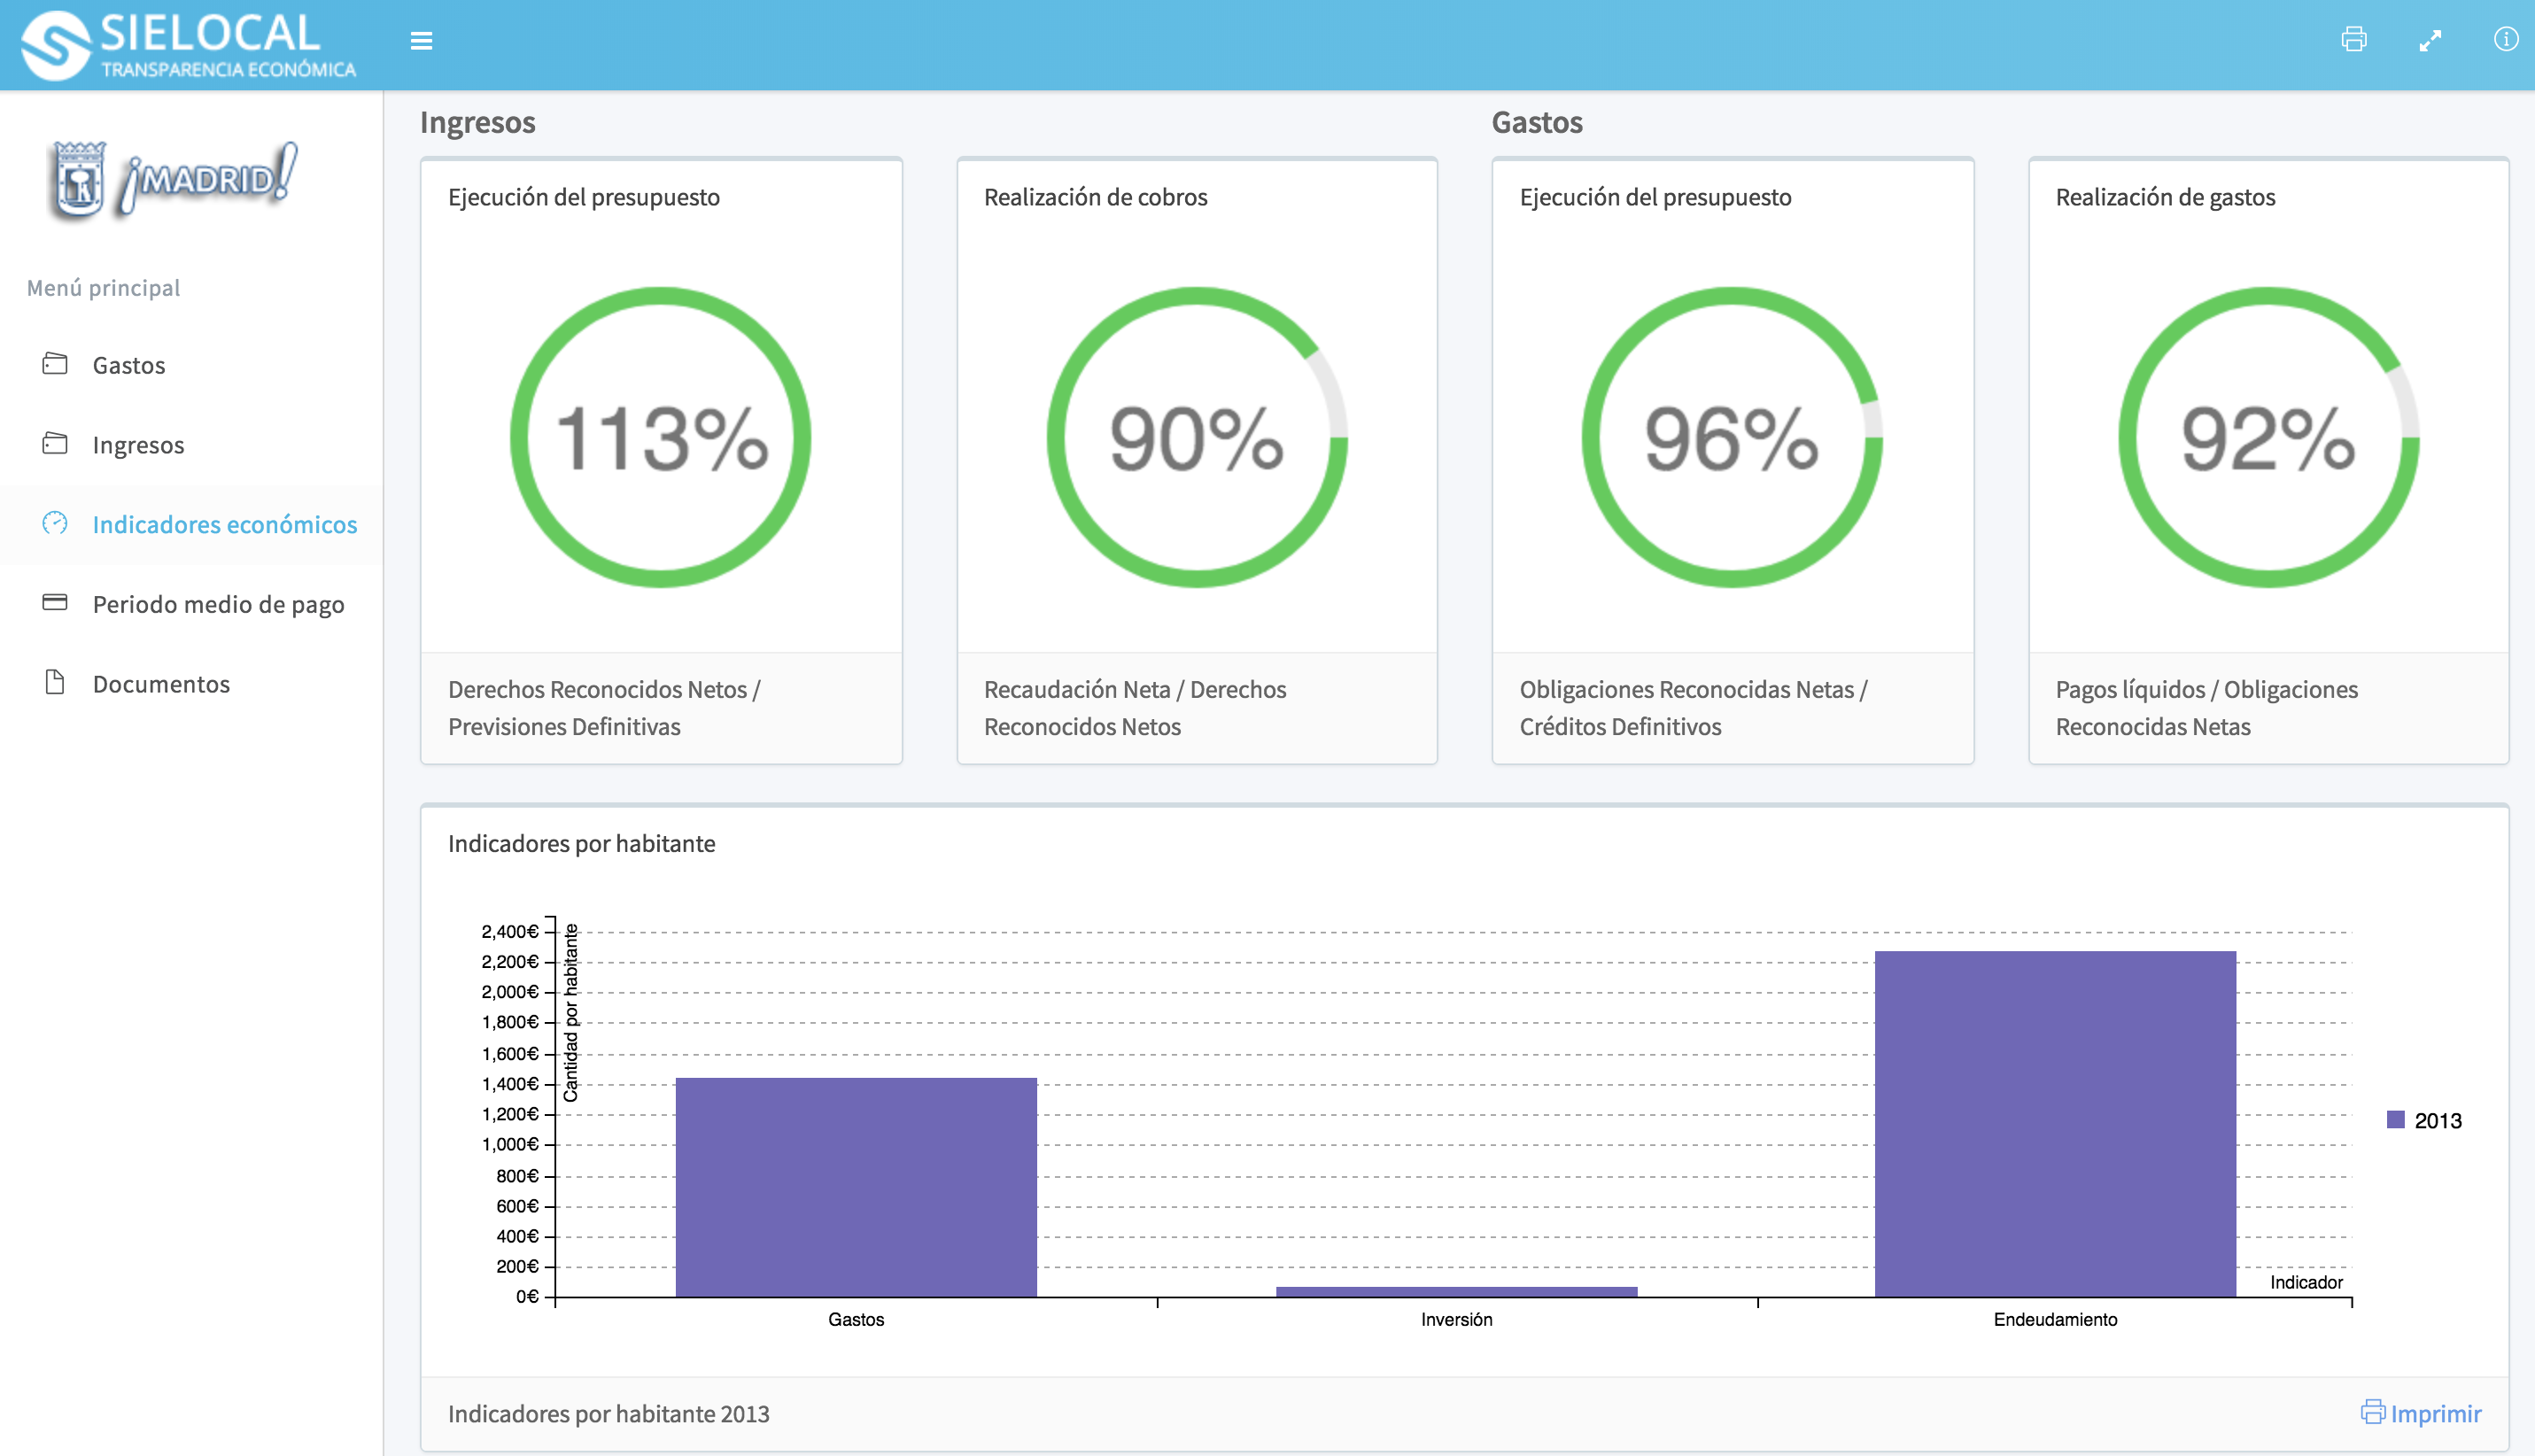 SIELOCAL
TRANSPARENCIA ECONÓMICA
¡MADRID!
Menú principal
Gastos
Ingresos
Indicadores económicos
Periodo medio de pago
Documentos
Ingresos
Gastos
Ejecución del presupuesto
113%
Derechos Reconocidos Netos /
Previsiones Definitivas
Realización de cobros
90%
Recaudación Neta / Derechos
Reconocidos Netos
Ejecución del presupuesto
96%
Obligaciones Reconocidas Netas /
Créditos Definitivos
Realización de gastos
92%
Pagos líquidos / Obligaciones
Reconocidas Netas
Indicadores por habitante
Cantidad por habitante
2,400€
2,200€
2,000€
1,800€
1,600€
1,400€
1,200€
1,000€
800€
600€
400€
200€
0€
Indicador
Gastos
Inversión
Endeudamiento
2013
Indicadores por habitante 2013
Imprimir